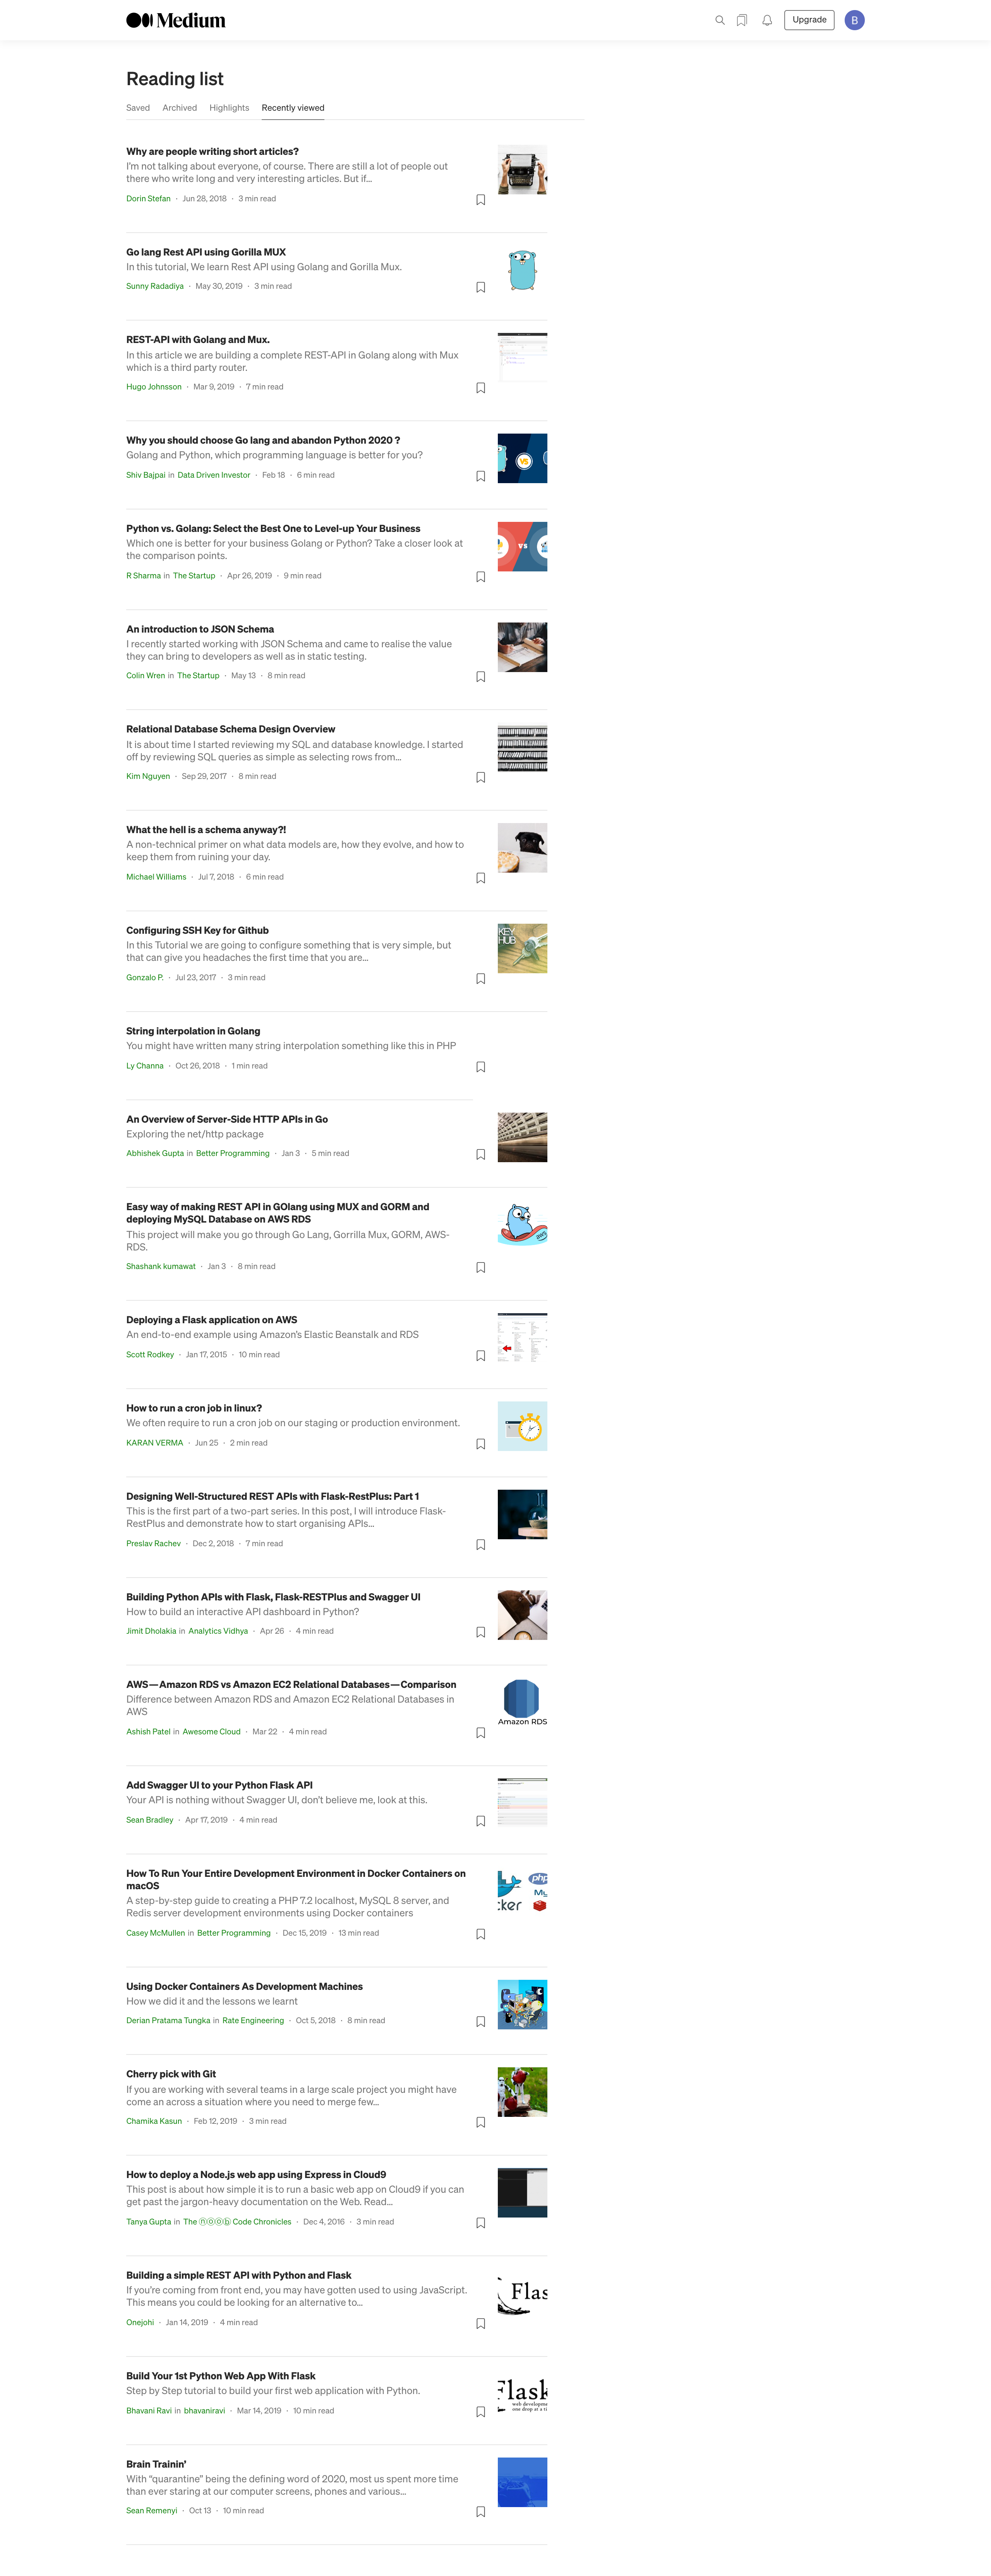 Medium
Upgrade
B
Reading list
Saved Archived Highlights Recently viewed
Why are people writing short articles?
I'm not talking about everyone, of course. There are still a lot of people out
there who write long and very interesting articles. But if…
Dorin Stefan · Jun 28, 2018 · 3 min read
Go lang Rest API using Gorilla MUX
In this tutorial, We learn Rest API using Golang and Gorilla Mux.
Sunny Radadiya · May 30, 2019 · 3 min read
REST-API with Golang and Mux.
In this article we are building a complete REST-API in Golang along with Mux
which is a third party router.
Hugo Johnsson · Mar 9, 2019 · 7 min read
Why you should choose Go lang and abandon Python 2020 ?
Golang and Python, which programming language is better for you?
Shiv Bajpai in Data Driven Investor · Feb 18 · 6 min read
VS
Python vs. Golang: Select the Best One to Level-up Your Business
Which one is better for your business Golang or Python? Take a closer look at
the comparison points.
R Sharma in The Startup · Apr 26, 2019 · 9 min read
VS
An introduction to JSON Schema
I recently started working with JSON Schema and came to realise the value
they can bring to developers as well as in static testing.
Colin Wren in The Startup · May 13 · 8 min read
Relational Database Schema Design Overview
It is about time I started reviewing my SQL and database knowledge. I started
off by reviewing SQL queries as simple as selecting rows from…
Kim Nguyen · Sep 29, 2017 · 8 min read
What the hell is a schema anyway?!
A non-technical primer on what data models are, how they evolve, and how to
keep them from ruining your day.
Michael Williams · Jul 7, 2018 · 6 min read
Configuring SSH Key for Github
In this Tutorial we are going to configure something that is very simple, but
that can give you headaches the first time that you are…
Gonzalo P. · Jul 23, 2017 · 3 min read
KEY
HUB
String interpolation in Golang
You might have written many string interpolation something like this in PHP
Ly Channa · Oct 26, 2018 · 1 min read
An Overview of Server-Side HTTP APIs in Go
Exploring the net/http package
Abhishek Gupta in Better Programming · Jan 3 · 5 min read
Easy way of making REST API in GOlang using MUX and GORM and
deploying MySQL Database on AWS RDS
This project will make you go through Go Lang, Gorrilla Mux, GORM, AWS-
RDS.
Shashank kumawat · Jan 3 · 8 min read
Deploying a Flask application on AWS
An end-to-end example using Amazon's Elastic Beanstalk and RDS
Scott Rodkey · Jan 17, 2015 · 10 min read
How to run a cron job in linux?
We often require to run a cron job on our staging or production environment.
KARAN VERMA · Jun 25 · 2 min read
Designing Well-Structured REST APIs with Flask-RestPlus: Part 1
This is the first part of a two-part series. In this post, I will introduce Flask-
RestPlus and demonstrate how to start organising APIs…
Preslav Rachev · Dec 2, 2018 · 7 min read
Building Python APIs with Flask, Flask-RESTPlus and Swagger UI
How to build an interactive API dashboard in Python?
Jimit Dholakia in Analytics Vidhya · Apr 26 · 4 min read
AWS — Amazon RDS vs Amazon EC2 Relational Databases — Comparison
Difference between Amazon RDS and Amazon EC2 Relational Databases in
AWS
Ashish Patel in Awesome Cloud · Mar 22 · 4 min read
Amazon RDS
Add Swagger UI to your Python Flask API
Your API is nothing without Swagger UI, don't believe me, look at this.
Sean Bradley · Apr 17, 2019 · 4 min read
How To Run Your Entire Development Environment in Docker Containers on
macOS
A step-by-step guide to creating a PHP 7.2 localhost, MySQL 8 server, and
Redis server development environments using Docker containers
Casey McMullen in Better Programming · Dec 15, 2019 · 13 min read
php
My
cker
Using Docker Containers As Development Machines
How we did it and the lessons we learnt
Derian Pratama Tungka in Rate Engineering · Oct 5, 2018 · 8 min read
Cherry pick with Git
If you are working with several teams in a large scale project you might have
come an across a situation where you need to merge few…
Chamika Kasun · Feb 12, 2019 · 3 min read
How to deploy a Node.js web app using Express in Cloud9
This post is about how simple it is to run a basic web app on Cloud9 if you can
get past the jargon-heavy documentation on the Web. Read…
Tanya Gupta in The ⓝⓞⓞⓑ Code Chronicles · Dec 4, 2016 · 3 min read
Building a simple REST API with Python and Flask
If you're coming from front end, you may have gotten used to using JavaScript.
This means you could be looking for an alternative to…
Onejohi · Jan 14, 2019 · 4 min read
Flas
Build Your 1st Python Web App With Flask
Step by Step tutorial to build your first web application with Python.
Bhavani Ravi in bhavaniravi · Mar 14, 2019 · 10 min read
Flask
web developme
one drop at a ti
Brain Trainin'
With "quarantine" being the defining word of 2020, most us spent more time
than ever staring at our computer screens, phones and various…
Sean Remenyi · Oct 13 · 10 min read